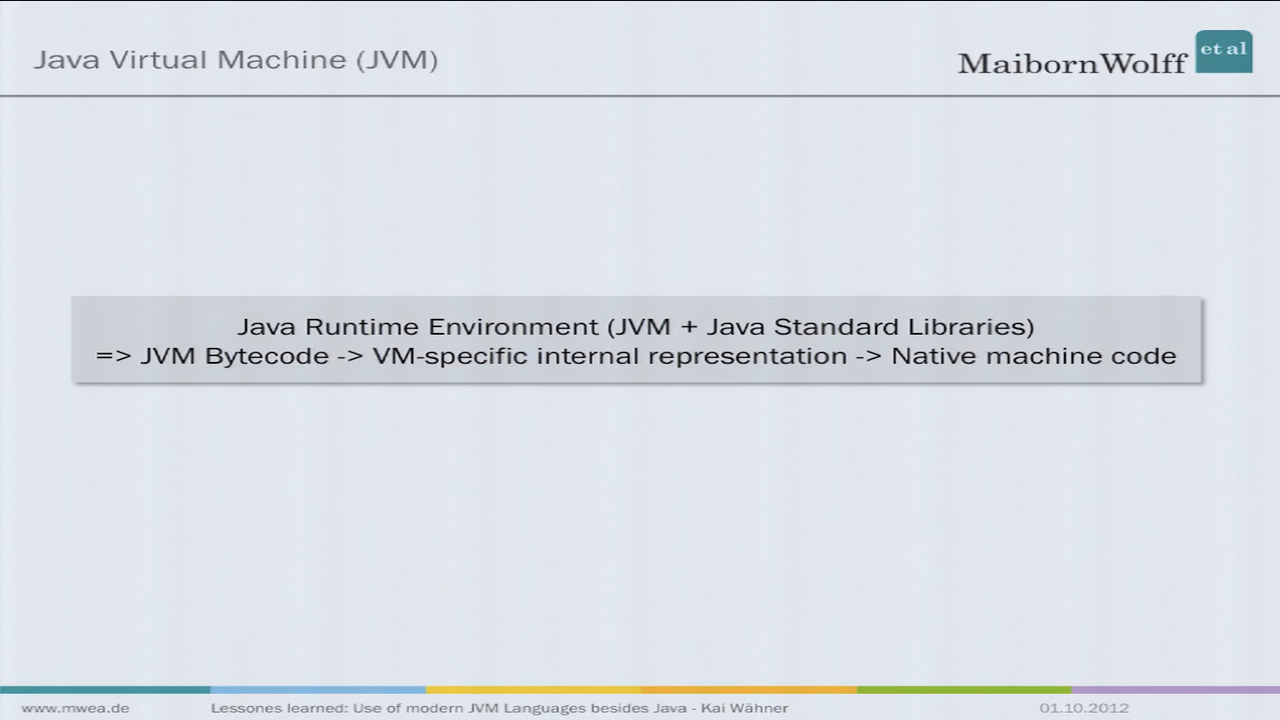 Java Virtual Machine (JVM)
MaibornWolff et al
Java Runtime Environment (JVM + Java Standard Libraries)
=> JVM Bytecode -> VM-specific internal representation -> Native machine code
www.mwea.de
Lessones learned: Use of modern JVM Languages besides Java - Kai Wähner
01.10.2012